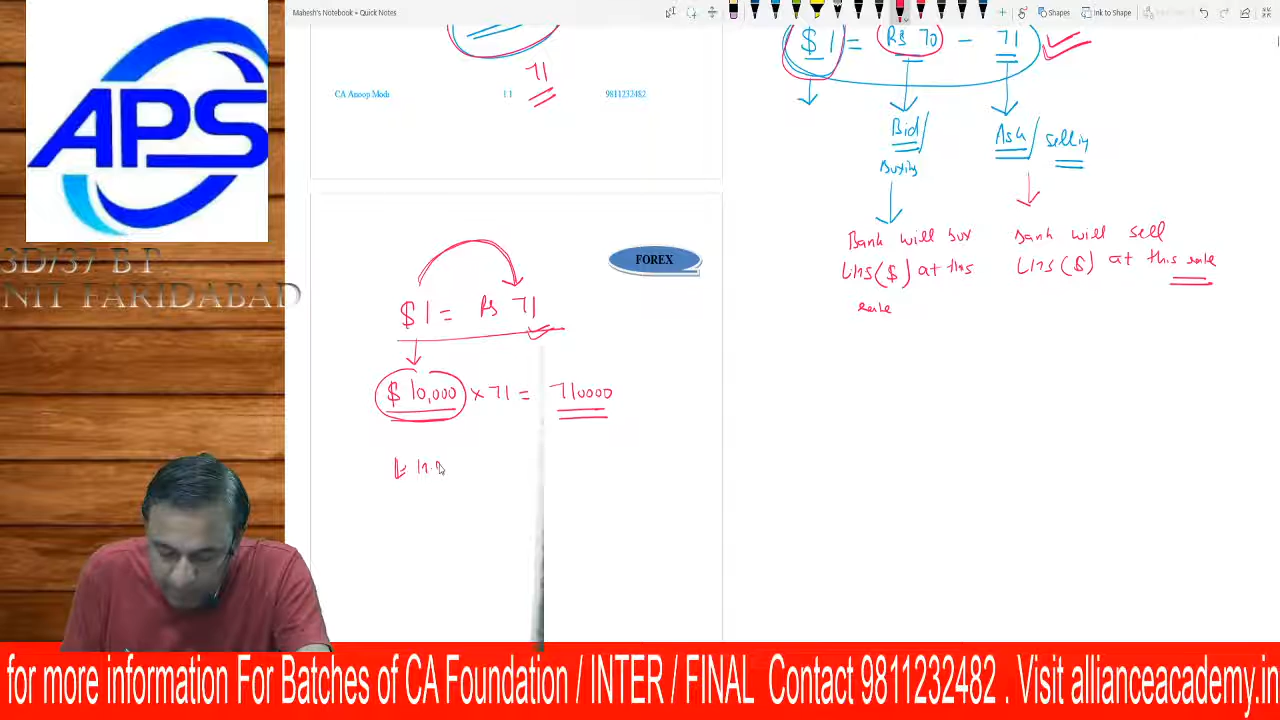 Mahesh's Notebook » Quick Notes
Shapes
Ink to Shape
APS
3D/37 B.P.
NIT FARIDABAD
71
CA Anoop Modi
11
9811232482
FOREX
$ 1 = Rs 71
$ 10,000 × 71 = 710000
$ 1 = Rs 70 - 71
Bid/
Buying
Ask/ selling
Bank will buy
LHS($) at this
rate
Bank will sell
LHS($) at this rate
for more information For Batches of CA Foundation / INTER / FINAL Contact 9811232482 . Visit allianceacademy.in